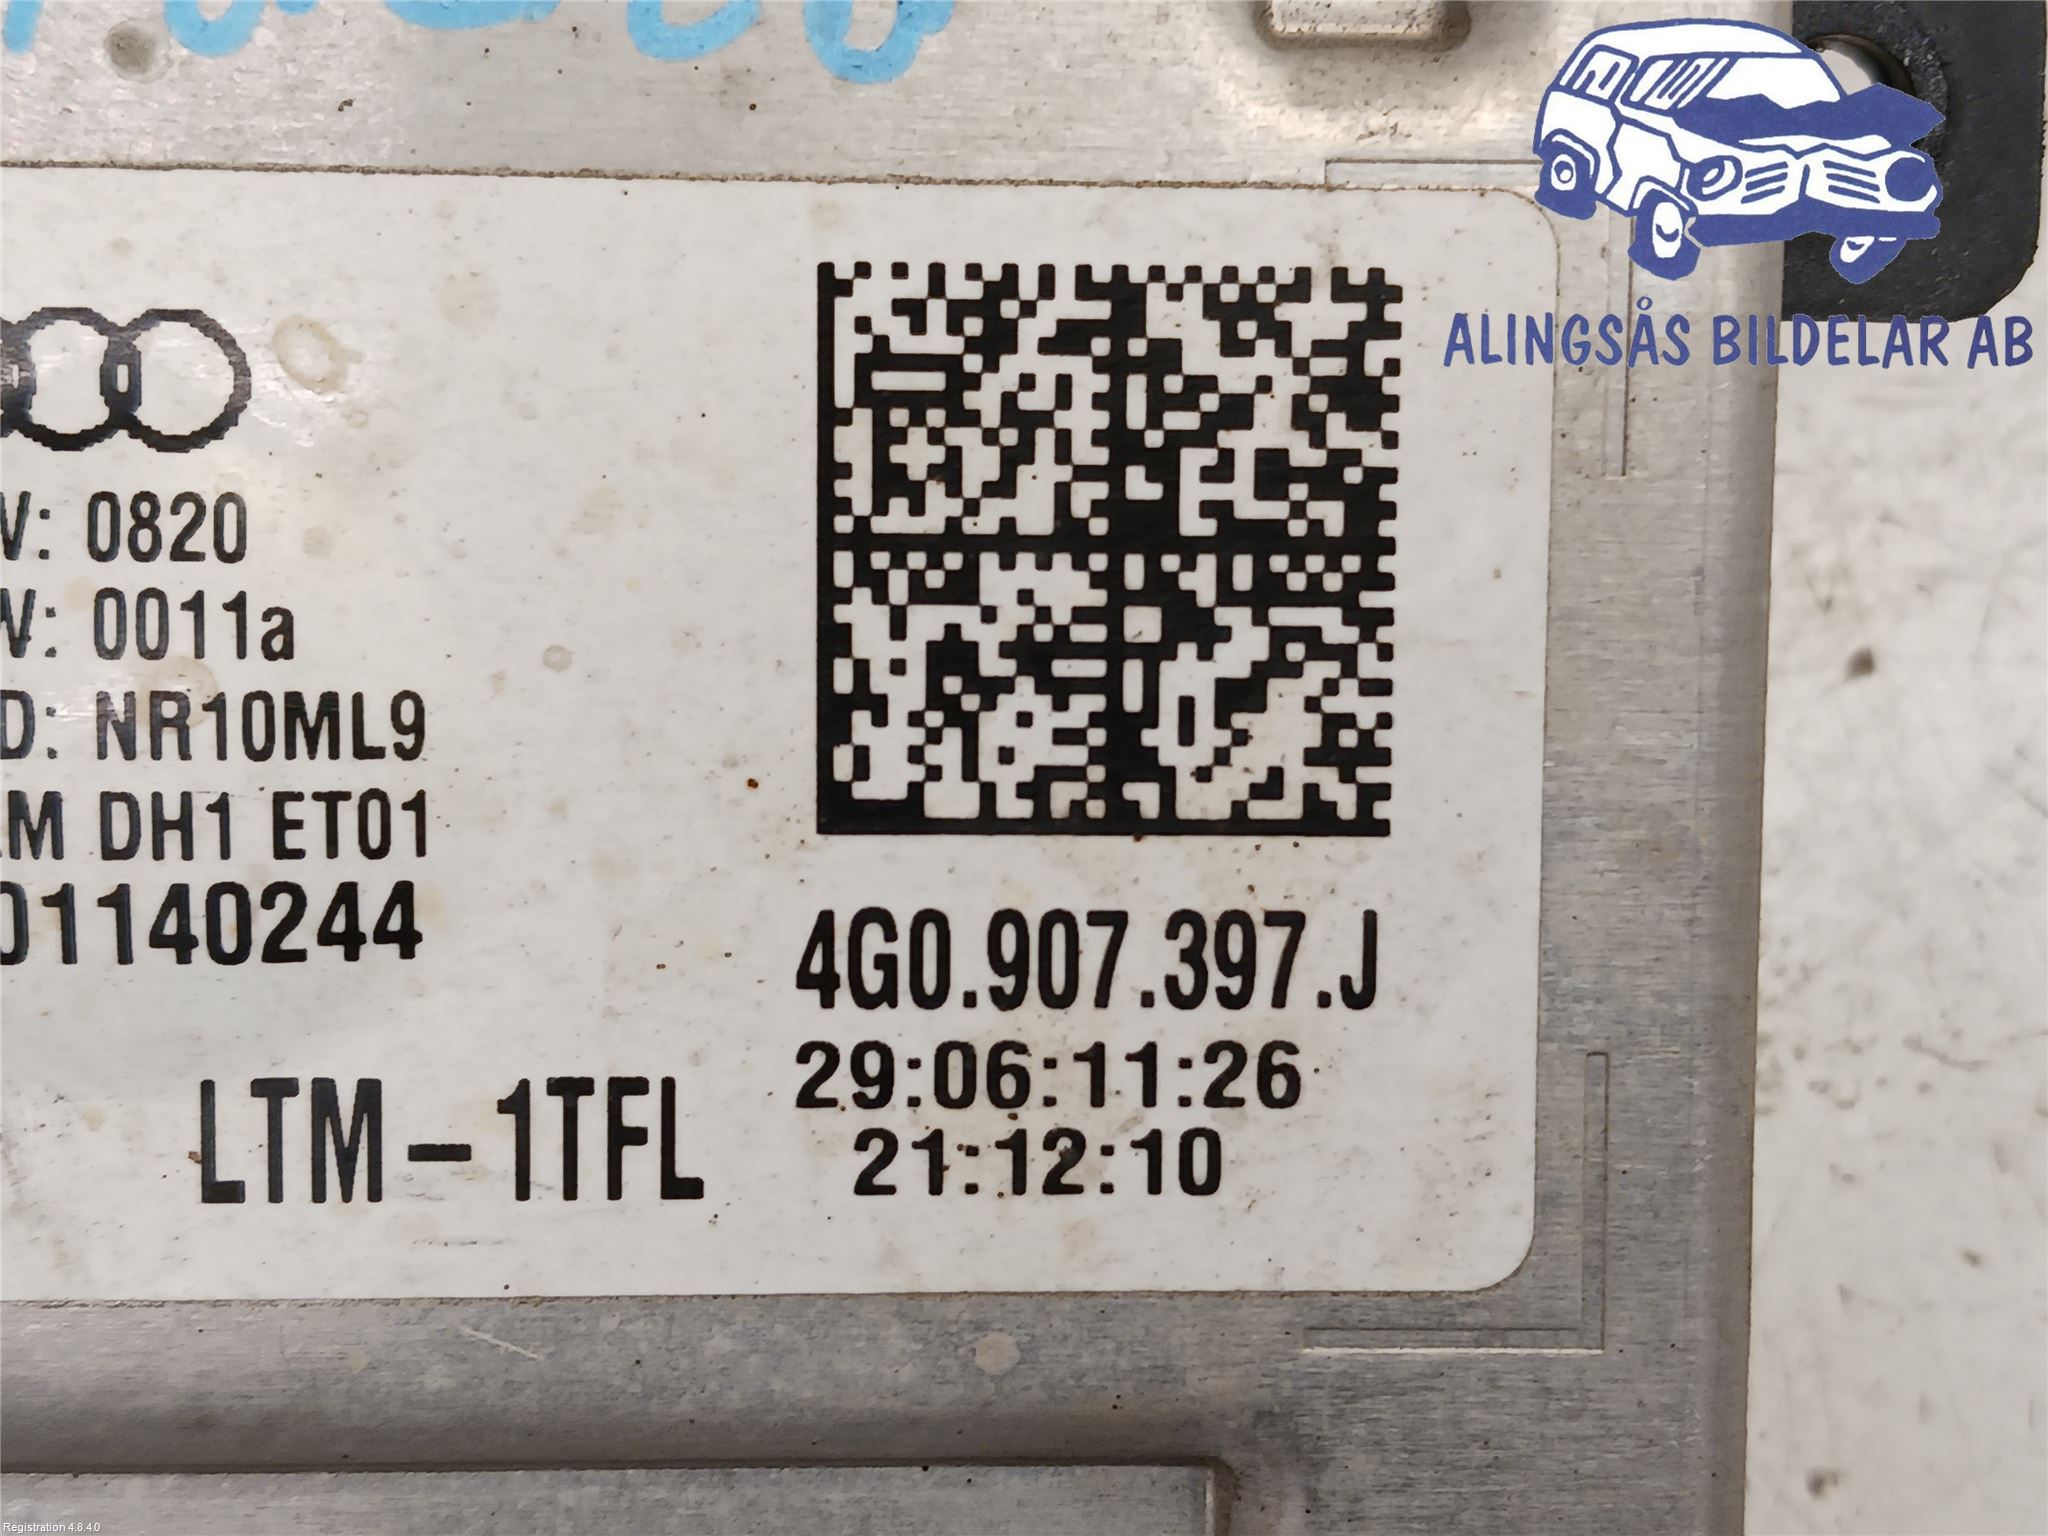 ALINGSÅS BILDELAR AB
V: 0820
W: 0011a
D: NR10ML9
M DH1 ET01
01140244
4G0.907.397.J
29:06:11:26
LTM-1TFL
21:12:10
Registration 4.8.4.0